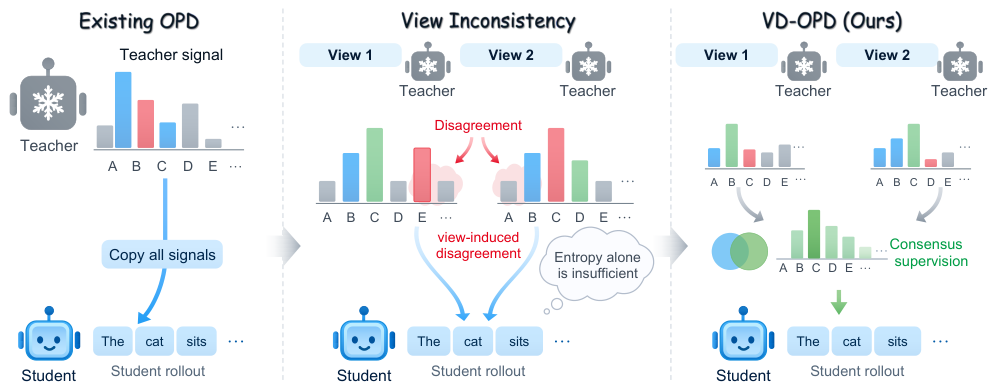 Existing OPD
Teacher signal
Teacher
A B C D E ...
...
Copy all signals
The cat sits ...
Student rollout
Student
View Inconsistency
View 1
Teacher
View 2
Teacher
Disagreement
...
A B C D E ...
A B C D E ...
view-induced
disagreement
Entropy alone
is insufficient
The cat sits ...
Student rollout
Student
VD-OPD (Ours)
View 1
Teacher
View 2
Teacher
...
A B C D E ...
...
A B C D E ...
...
A B C D E ...
Consensus
supervision
The cat sits ...
Student rollout
Student